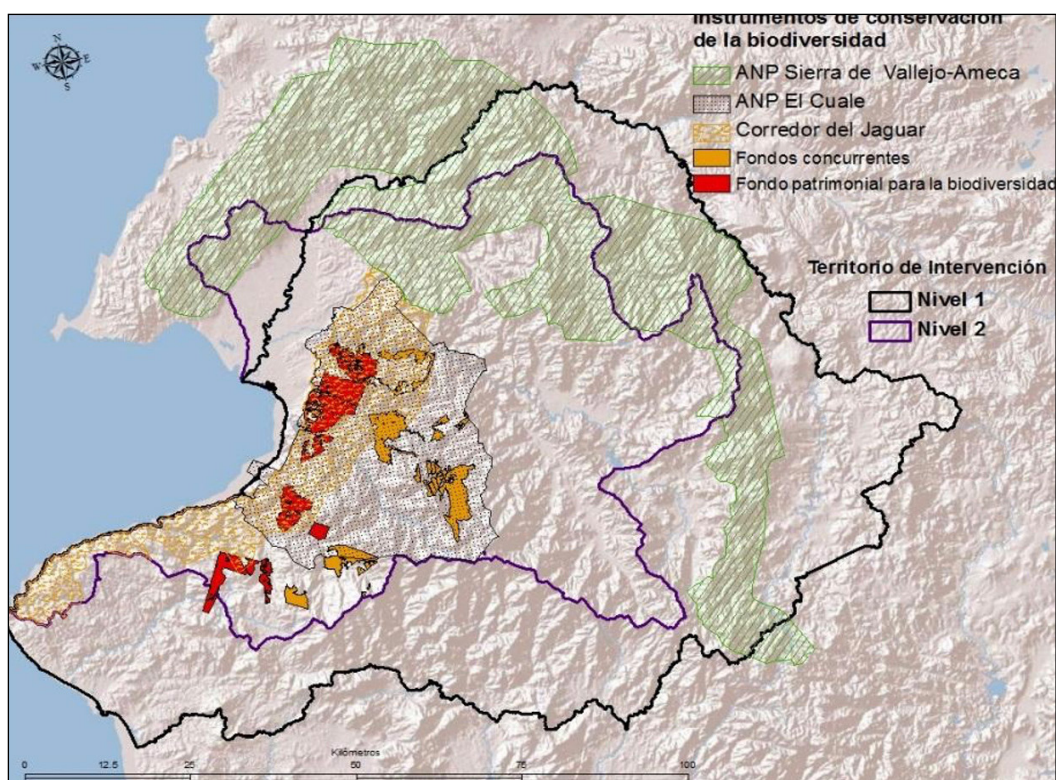 Instrumentos de conservación
de la biodiversidad
ANP Sierra de Vallejo-Ameca
ANP El Cuale
Corredor del Jaguar
Fondos concurrentes
Fondo patrimonial para la biodiversidad
Territorio de Intervención
Nivel 1
Nivel 2
N
W E
S
Kilómetros
0 12.5 25 50 75 100